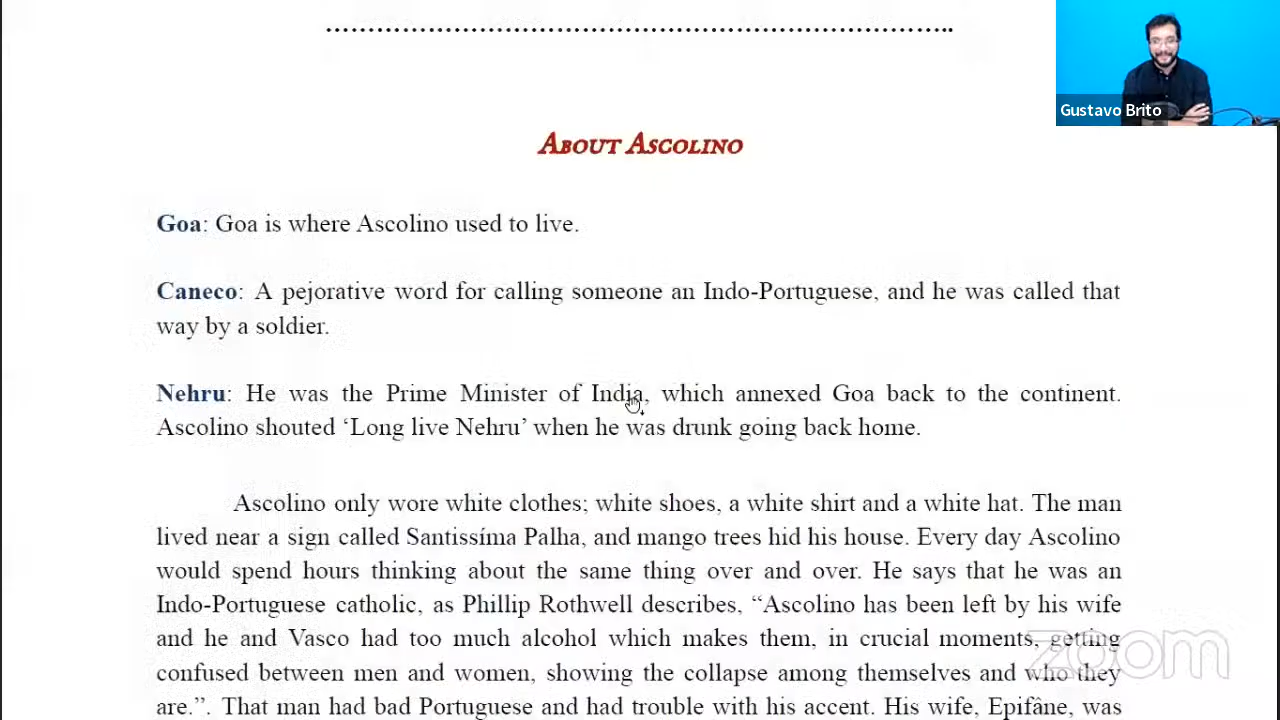 ……………………………………………………………..
Gustavo Brito
About Ascolino
Goa: Goa is where Ascolino used to live.
Caneco: A pejorative word for calling someone an Indo-Portuguese, and he was called that
way by a soldier.
Nehru: He was the Prime Minister of India, which annexed Goa back to the continent.
Ascolino shouted ‘Long live Nehru’ when he was drunk going back home.
Ascolino only wore white clothes; white shoes, a white shirt and a white hat. The man
lived near a sign called Santissíma Palha, and mango trees hid his house. Every day Ascolino
would spend hours thinking about the same thing over and over. He says that he was an
Indo-Portuguese catholic, as Phillip Rothwell describes, “Ascolino has been left by his wife
and he and Vasco had too much alcohol which makes them, in crucial moments, getting
confused between men and women, showing the collapse among themselves and who they
are.”. That man had bad Portuguese and had trouble with his accent. His wife, Epifâne, was
zoom